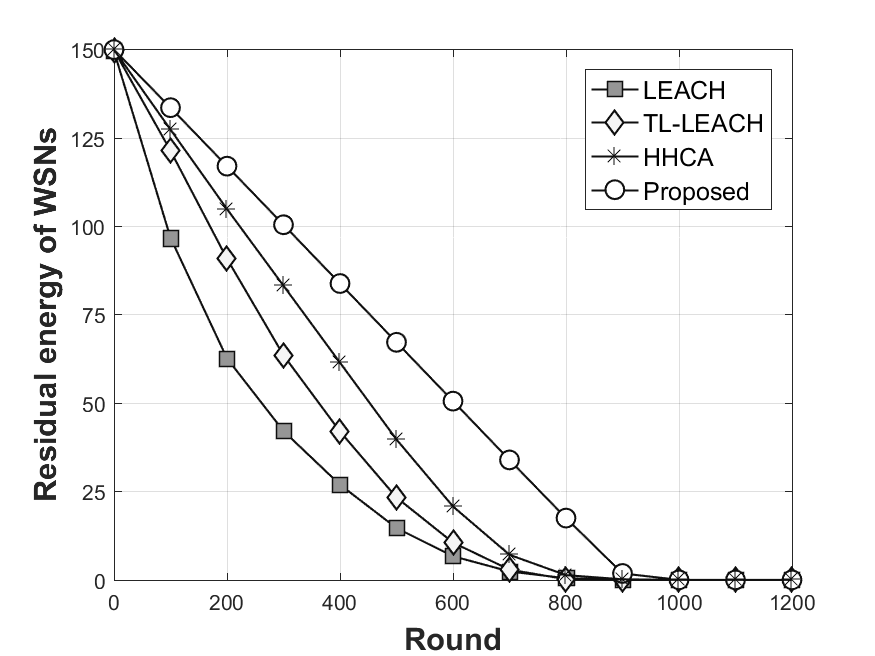 Residual energy of WSNs
150
125
100
75
50
25
0
LEACH
TL-LEACH
HHCA
Proposed
0 200 400 600 800 1000 1200
Round